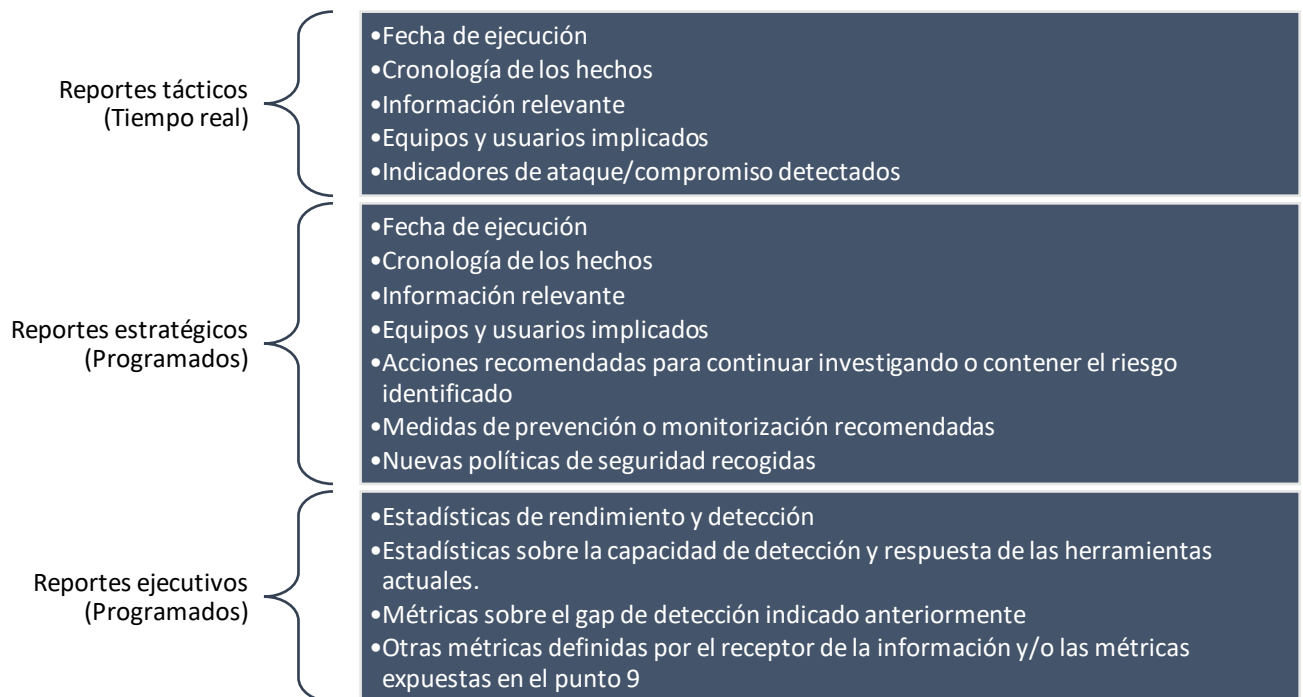 Reportes tácticos
(Tiempo real)
•Fecha de ejecución
•Cronología de los hechos
•Información relevante
•Equipos y usuarios implicados
•Indicadores de ataque/compromiso detectados
Reportes estratégicos
(Programados)
•Fecha de ejecución
•Cronología de los hechos
•Información relevante
•Equipos y usuarios implicados
•Acciones recomendadas para continuar investigando o contener el riesgo
identificado
•Medidas de prevención o monitorización recomendadas
•Nuevas políticas de seguridad recogidas
Reportes ejecutivos
(Programados)
•Estadísticas de rendimiento y detección
•Estadísticas sobre la capacidad de detección y respuesta de las herramientas
actuales.
•Métricas sobre el gap de detección indicado anteriormente
•Otras métricas definidas por el receptor de la información y/o las métricas
expuestas en el punto 9